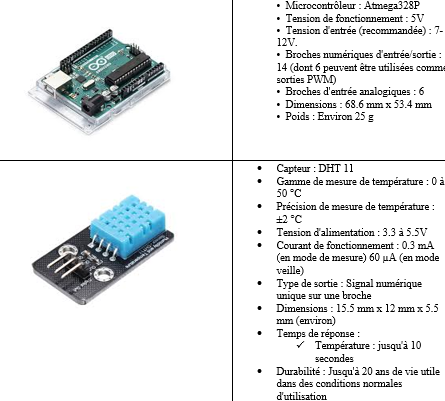 • Microcontrôleur : Atmega328P
• Tension de fonctionnement : 5V
• Tension d'entrée (recommandée) : 7-
12V.
• Broches numériques d'entrée/sortie :
14 (dont 6 peuvent être utilisées comme
sorties PWM)
• Broches d'entrée analogiques : 6
• Dimensions : 68.6 mm x 53.4 mm
• Poids : Environ 25 g
• Capteur : DHT 11
• Gamme de mesure de température : 0 à
50 °C
• Précision de mesure de température :
±2 °C
• Tension d'alimentation : 3.3 à 5.5V
• Courant de fonctionnement : 0.3 mA
(en mode de mesure) 60 µA (en mode
veille)
• Type de sortie : Signal numérique
unique sur une broche
• Dimensions : 15.5 mm x 12 mm x 5.5
mm (environ)
• Temps de réponse :
✓ Température : jusqu'à 10
secondes
• Durabilité : Jusqu'à 20 ans de vie utile
dans des conditions normales
d'utilisation